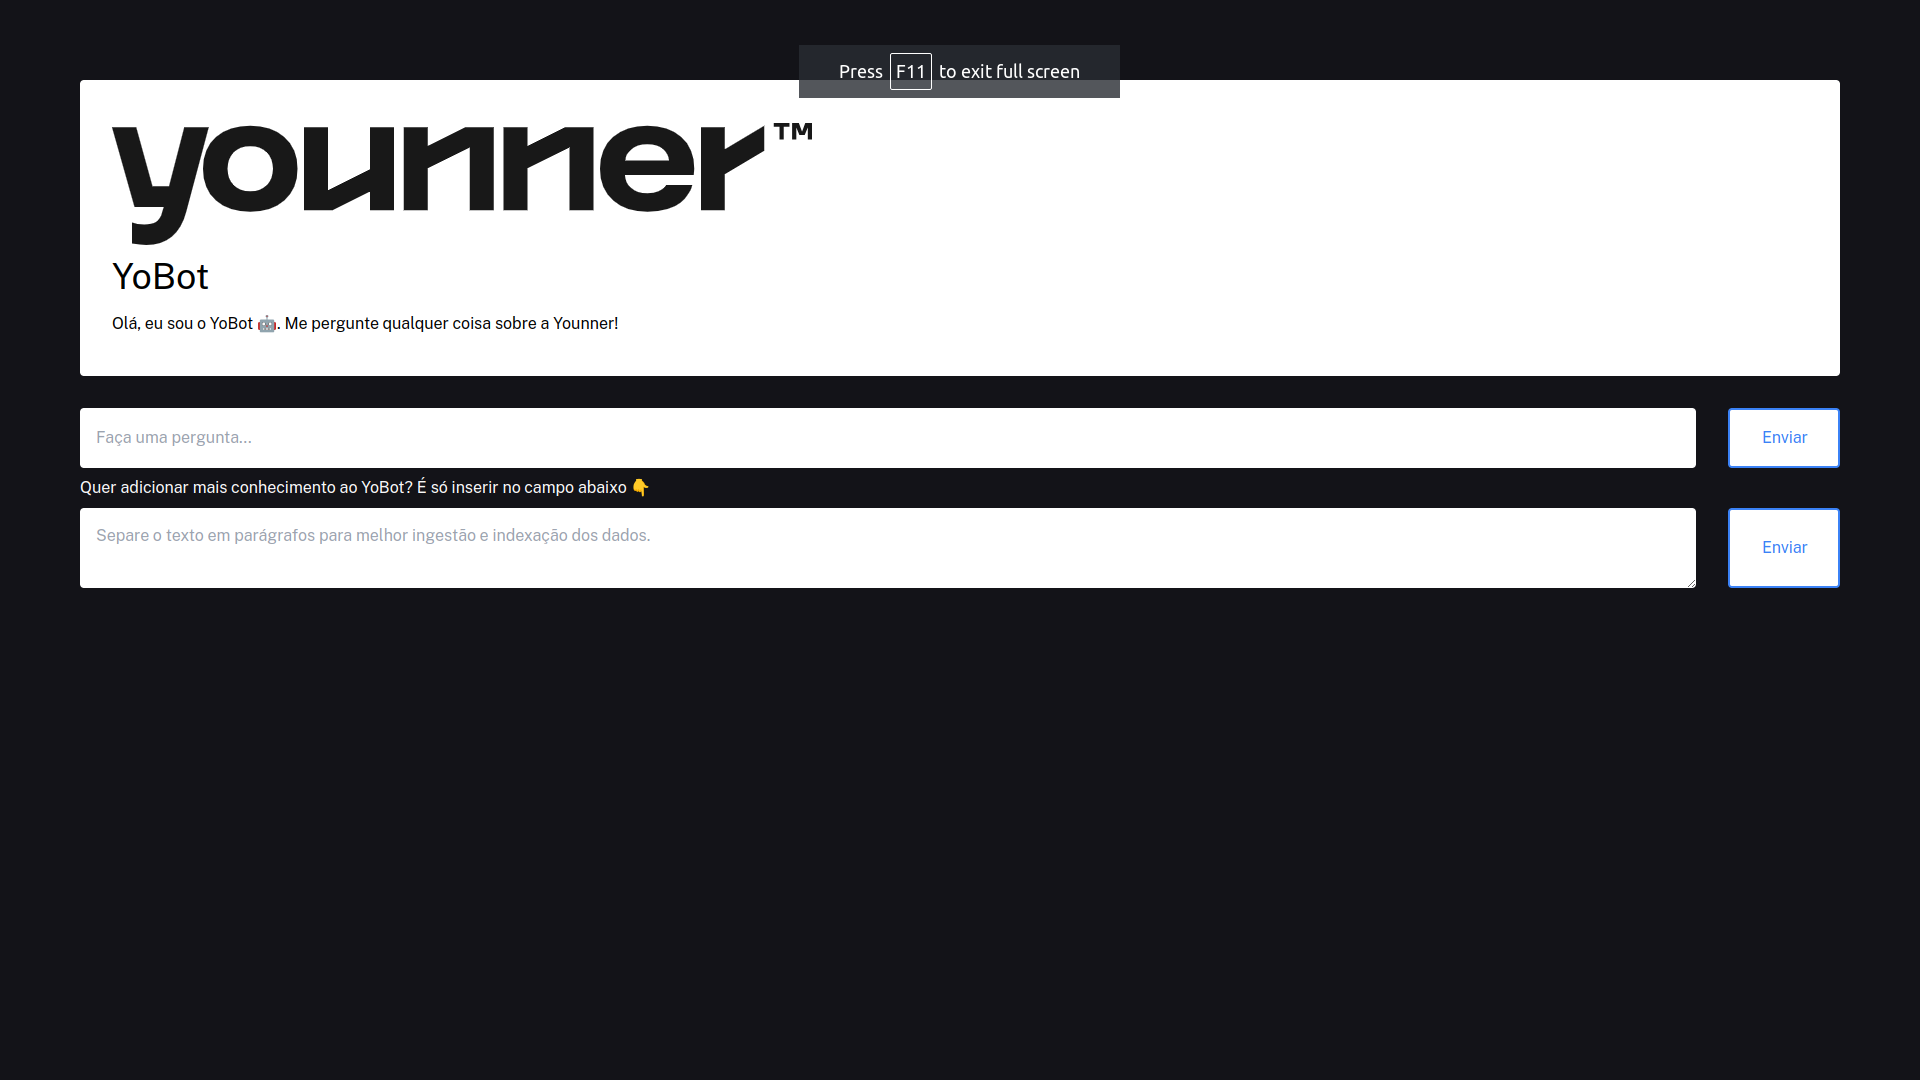 Press F11 to exit full screen
younner™
YoBot
Olá, eu sou o YoBot 🤖. Me pergunte qualquer coisa sobre a Younner!
Faça uma pergunta...
Enviar
Quer adicionar mais conhecimento ao YoBot? É só inserir no campo abaixo 👇
Separe o texto em parágrafos para melhor ingestão e indexação dos dados.
Enviar